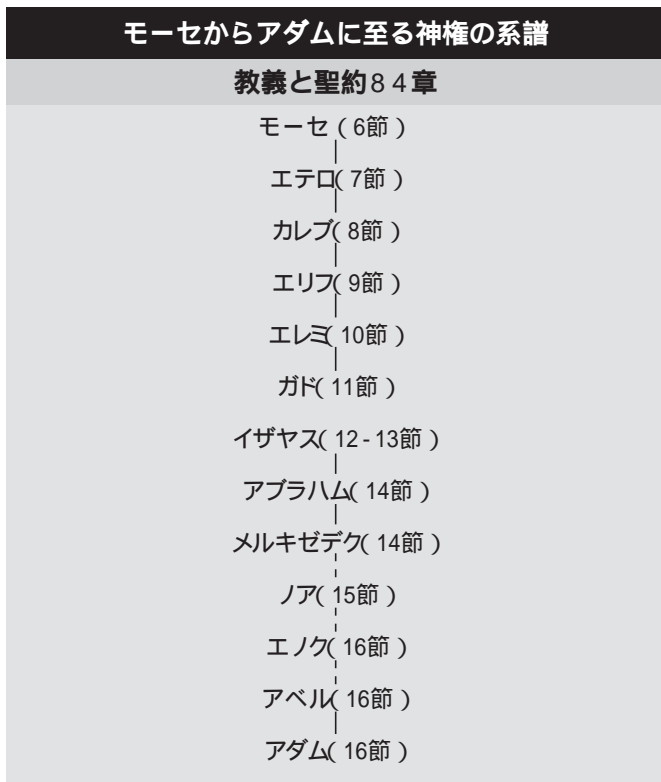 モーセからアダムに至る神権の系譜
教義と聖約84章
モーセ(6節)
エテロ(7節)
カレブ(8節)
エリフ(9節)
エレミ(10節)
ガド(11節)
イザヤス(12-13節)
アブラハム(14節)
メルキゼデク(14節)
ノア(15節)
エノク(16節)
アベル(16節)
アダム(16節)